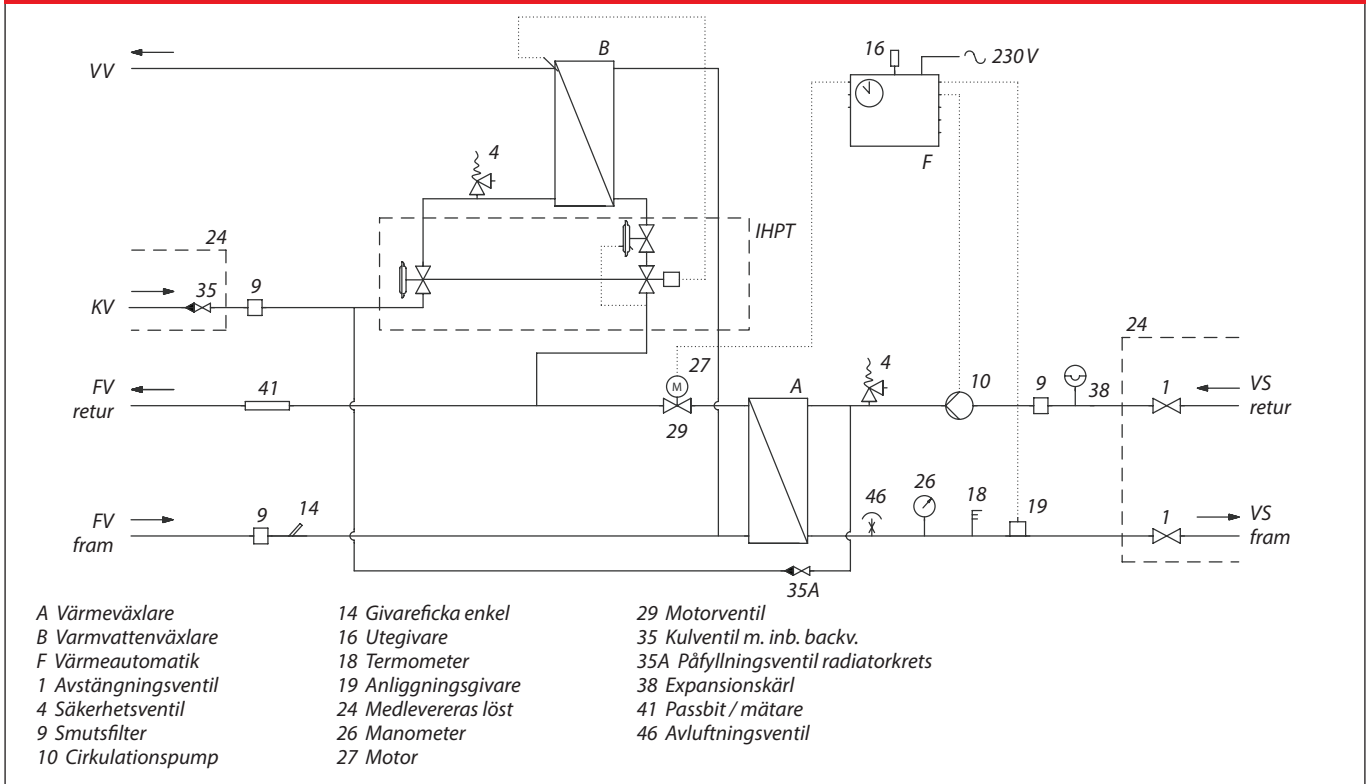 B
16
230 V
VV
F
4
IHPT
24
35
9
KV
24
27
M
A
4
10
9
38
1
VS
retur
FV
retur
41
29
26
46
18
19
1
VS
fram
FV
fram
9
14
35A
A Värmeväxlare
B Varmvattenväxlare
F Värmeautomatik
1 Avstängningsventil
4 Säkerhetsventil
9 Smutsfilter
10 Cirkulationspump
14 Givareficka enkel
16 Utegivare
18 Termometer
19 Anliggningsgivare
24 Medlevereras löst
26 Manometer
27 Motor
29 Motorventil
35 Kulventil m. inb. backv.
35A Påfyllningsventil radiatorkrets
38 Expansionskärl
41 Passbit / mätare
46 Avluftningsventil